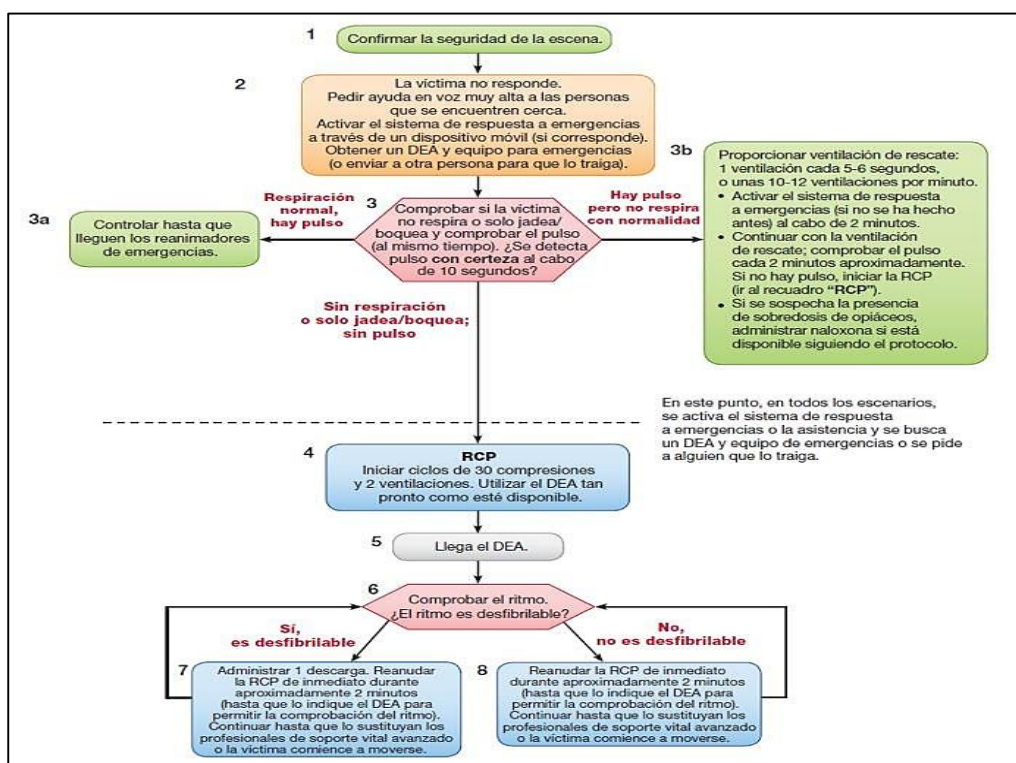 1
Confirmar la seguridad de la escena.
2
La víctima no responde.
Pedir ayuda en voz muy alta a las personas
que se encuentren cerca.
Activar el sistema de respuesta a emergencias
a través de un dispositivo móvil (si corresponde).
Obtener un DEA y equipo para emergencias
(o enviar a otra persona para que lo traiga).
3a
Controlar hasta que
lleguen los reanimadores
de emergencias.
Respiración
normal,
hay pulso
3
Comprobar si la víctima
no respira o solo jadea/
boquea y comprobar el pulso
(al mismo tiempo). ¿Se detecta
pulso con certeza al cabo
de 10 segundos?
Hay pulso
pero no respira
con normalidad
3b
Proporcionar ventilación de rescate:
1 ventilación cada 5-6 segundos,
o unas 10-12 ventilaciones por minuto.
• Activar el sistema de respuesta
a emergencias (si no se ha hecho
antes) al cabo de 2 minutos.
• Continuar con la ventilación
de rescate; comprobar el pulso
cada 2 minutos aproximadamente.
Si no hay pulso, iniciar la RCP
(ir al recuadro “RCP”).
• Si se sospecha la presencia
de sobredosis de opiáceos,
administrar naloxona si está
disponible siguiendo el protocolo.
Sin respiración
o solo jadea/boquea;
sin pulso
En este punto, en todos los escenarios,
se activa el sistema de respuesta
a emergencias o la asistencia y se busca
un DEA y equipo de emergencias o se pide
a alguien que lo traiga.
4
RCP
Iniciar ciclos de 30 compresiones
y 2 ventilaciones. Utilizar el DEA tan
pronto como esté disponible.
5
Llega el DEA.
6
Comprobar el ritmo.
¿El ritmo es desfibrilable?
Sí,
es desfibrilable
No,
no es desfibrilable
7
Administrar 1 descarga. Reanudar
la RCP de inmediato durante
aproximadamente 2 minutos
(hasta que lo indique el DEA para
permitir la comprobación del ritmo).
Continuar hasta que lo sustituyan los
profesionales de soporte vital avanzado
o la víctima comience a moverse.
8
Reanudar la RCP de inmediato
durante aproximadamente 2 minutos
(hasta que lo indique el DEA para
permitir la comprobación del ritmo).
Continuar hasta que lo sustituyan los
profesionales de soporte vital avanzado
o la víctima comience a moverse.